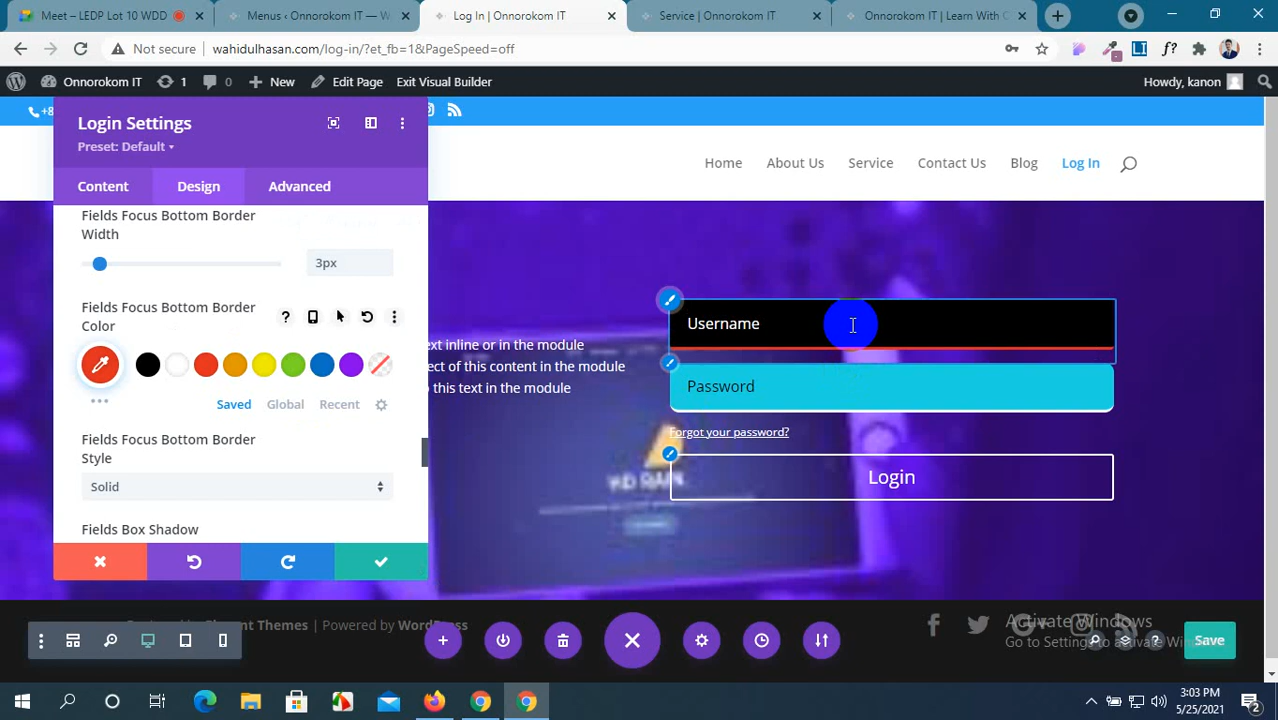 Meet – LEDP Lot 10 WDD
Menus ‹ Onnorokom IT — W
Log In | Onnorokom IT
Service | Onnorokom IT
Onnorokom IT | Learn With
Not secure
wahidulhasan.com/log-in/?et_fb=1&PageSpeed=off
Onnorokom IT
1
0
New
Edit Page
Exit Visual Builder
Howdy, kanon
+8
Login Settings
Preset: Default
Content
Design
Advanced
Home
About Us
Service
Contact Us
Blog
Log In
Fields Focus Bottom Border
Width
3px
Fields Focus Bottom Border
Color
Saved
Global
Recent
Fields Focus Bottom Border
Style
Solid
Fields Box Shadow
ext inline or in the module
ect of this content in the module
o this text in the module
Username
Password
Forgot your password?
Login
Themes | Powered by WordPress
Activate Windows
Go to Settings to Activate Windows.
Save
3:03 PM
5/25/2021
2